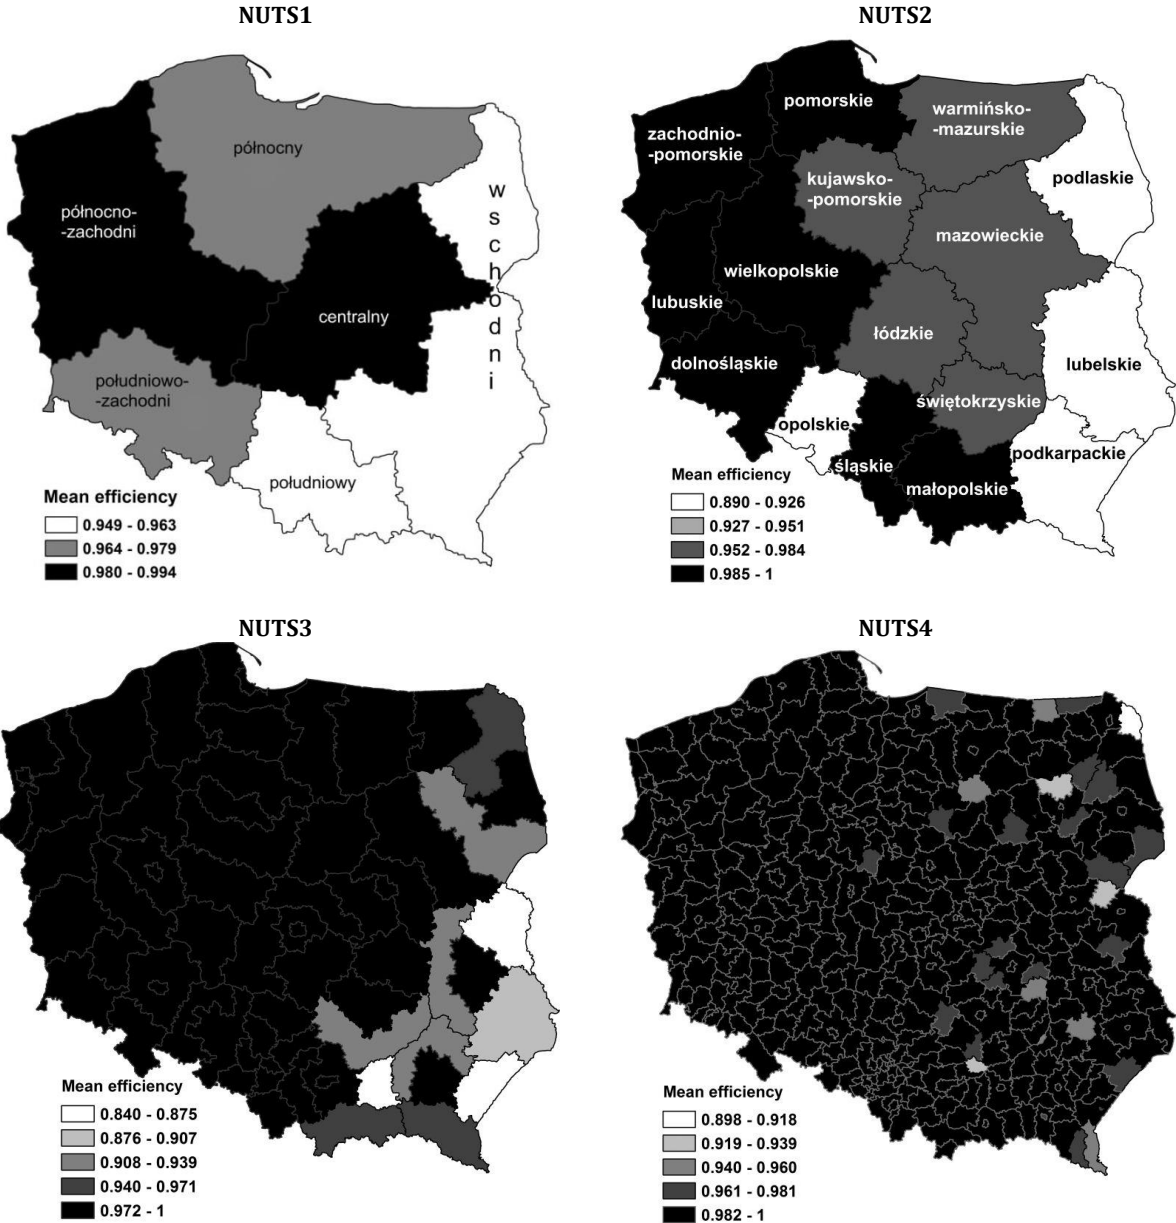 NUTS1
północny
północno-
-zachodni
wschodni
centralny
południowo-
-zachodni
południowy
Mean efficiency
0.949 - 0.963
0.964 - 0.979
0.980 - 0.994
NUTS2
pomorskie
warmińsko-
-mazurskie
zachodnio-
-pomorskie
kujawsko-
-pomorskie
podlaskie
mazowieckie
wielkopolskie
lubuskie
łódzkie
dolnośląskie
lubelskie
świętokrzyskie
opolskie
podkarpackie
śląskie
małopolskie
Mean efficiency
0.890 - 0.926
0.927 - 0.951
0.952 - 0.984
0.985 - 1
NUTS3
Mean efficiency
0.840 - 0.875
0.876 - 0.907
0.908 - 0.939
0.940 - 0.971
0.972 - 1
NUTS4
Mean efficiency
0.898 - 0.918
0.919 - 0.939
0.940 - 0.960
0.961 - 0.981
0.982 - 1